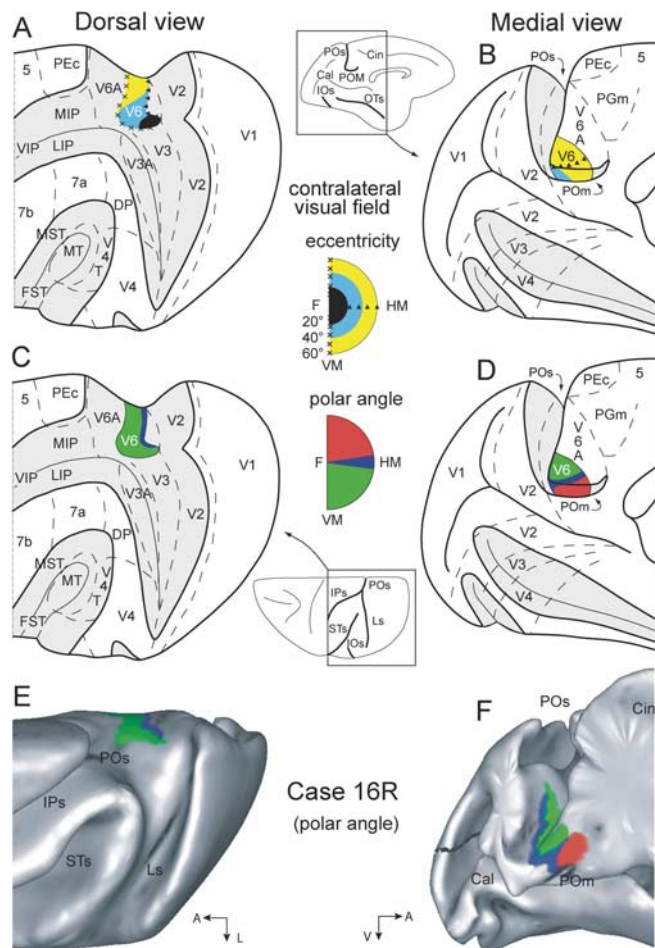 Dorsal view
Medial view
A
5
PEc
V6A
V6
V2
V1
MIP
V3
VIP
LIP
V3A
V2
7a
DP
7b
MST
MT
V
4
T
FST
V4
POs
Cin
Cal
POM
IOs
OTs
B
POs
PEc
5
PGm
V
6
A
V6
V1
V2
POm
V2
V3
V4
contralateral
visual field
eccentricity
F
HM
20°
40°
60°
VM
polar angle
F
HM
VM
C
5
PEc
V6A
V6
V2
V1
MIP
V3
VIP
LIP
V3A
V2
7a
DP
7b
MST
MT
V
4
T
FST
V4
D
POs
PEc
5
PGm
V
6
A
V6
V1
V2
POm
V2
V3
V4
IPs
POs
STs
Ls
IOs
E
POs
IPs
STs
Ls
A
L
Case 16R
(polar angle)
V
A
F
POs
Cin
Cal
POm